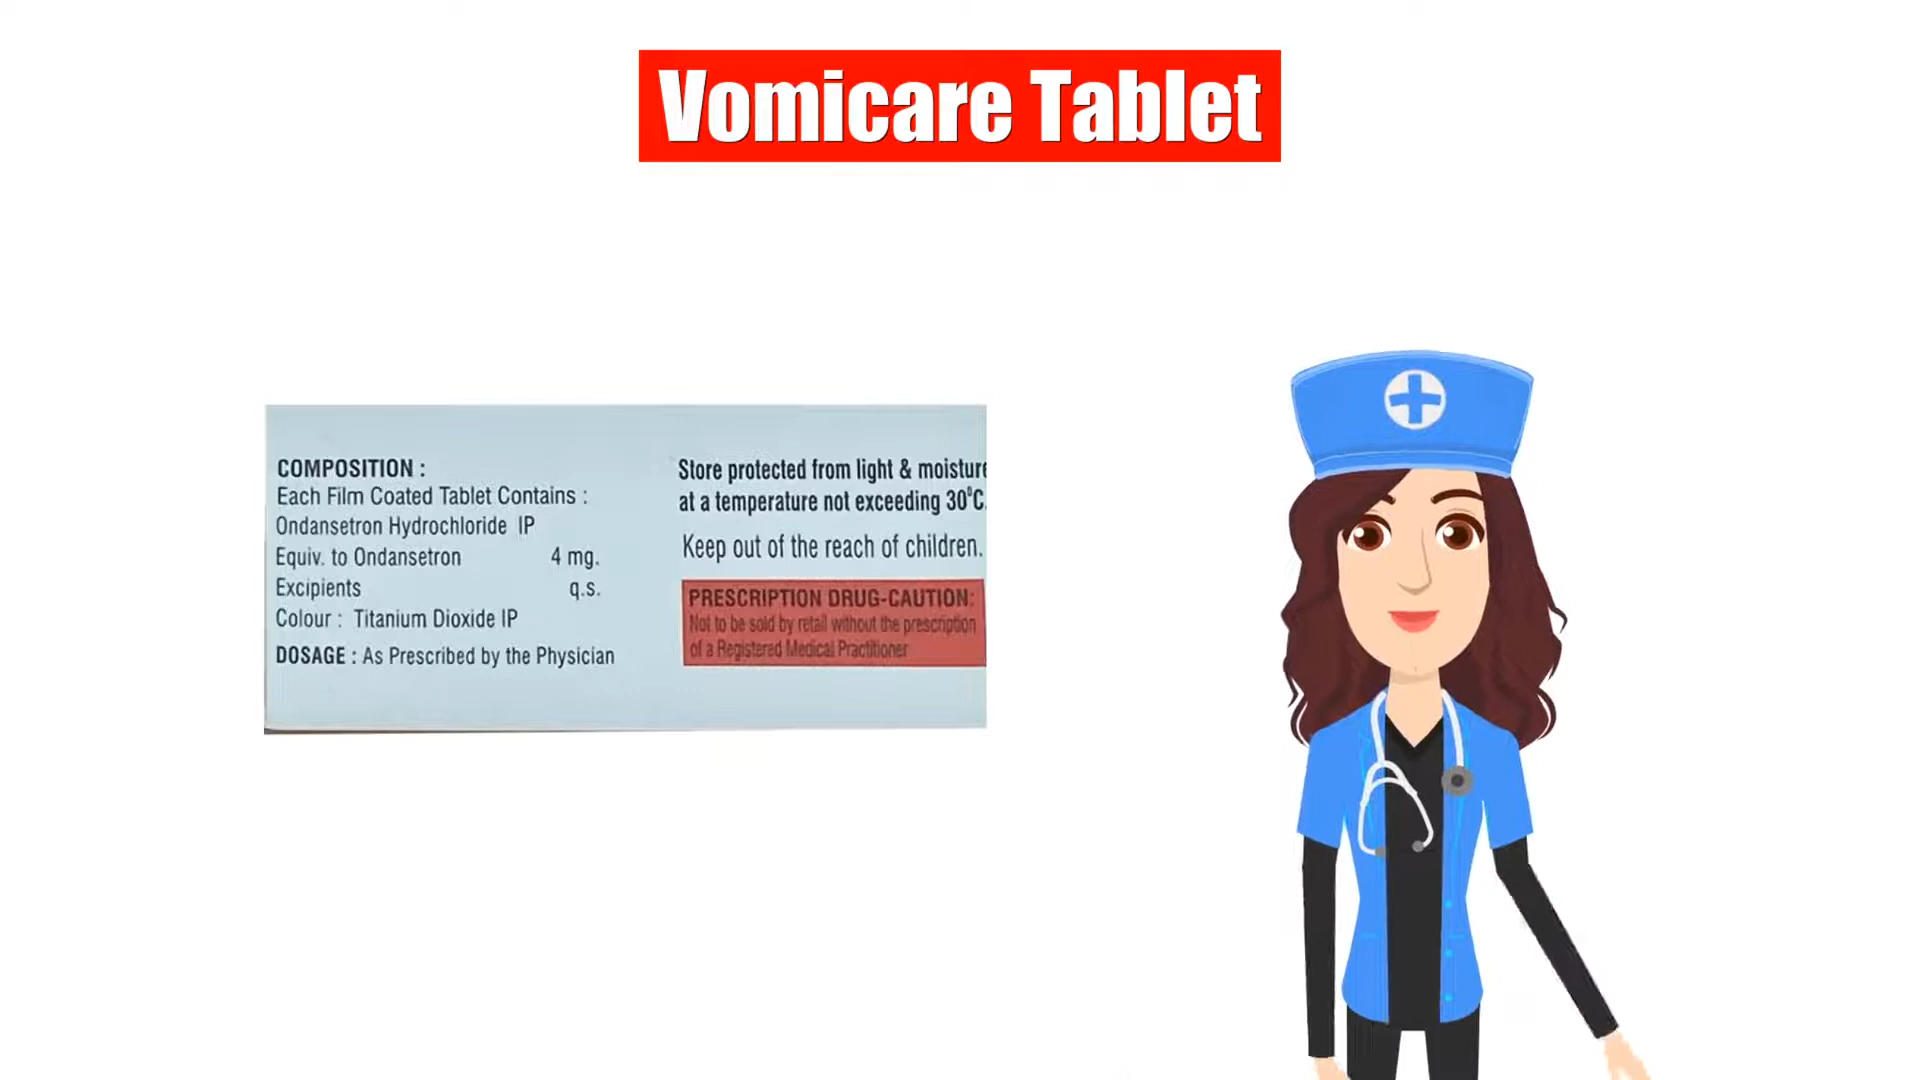 Vomicare Tablet
COMPOSITION :
Each Film Coated Tablet Contains :
Ondansetron Hydrochloride IP
Equiv. to Ondansetron 4 mg.
Excipients q.s.
Colour : Titanium Dioxide IP
DOSAGE : As Prescribed by the Physician
Store protected from light & moisture
at a temperature not exceeding 30°C.
Keep out of the reach of children.
PRESCRIPTION DRUG-CAUTION:
Not to be sold by retail without the prescription
of a Registered Medical Practitioner